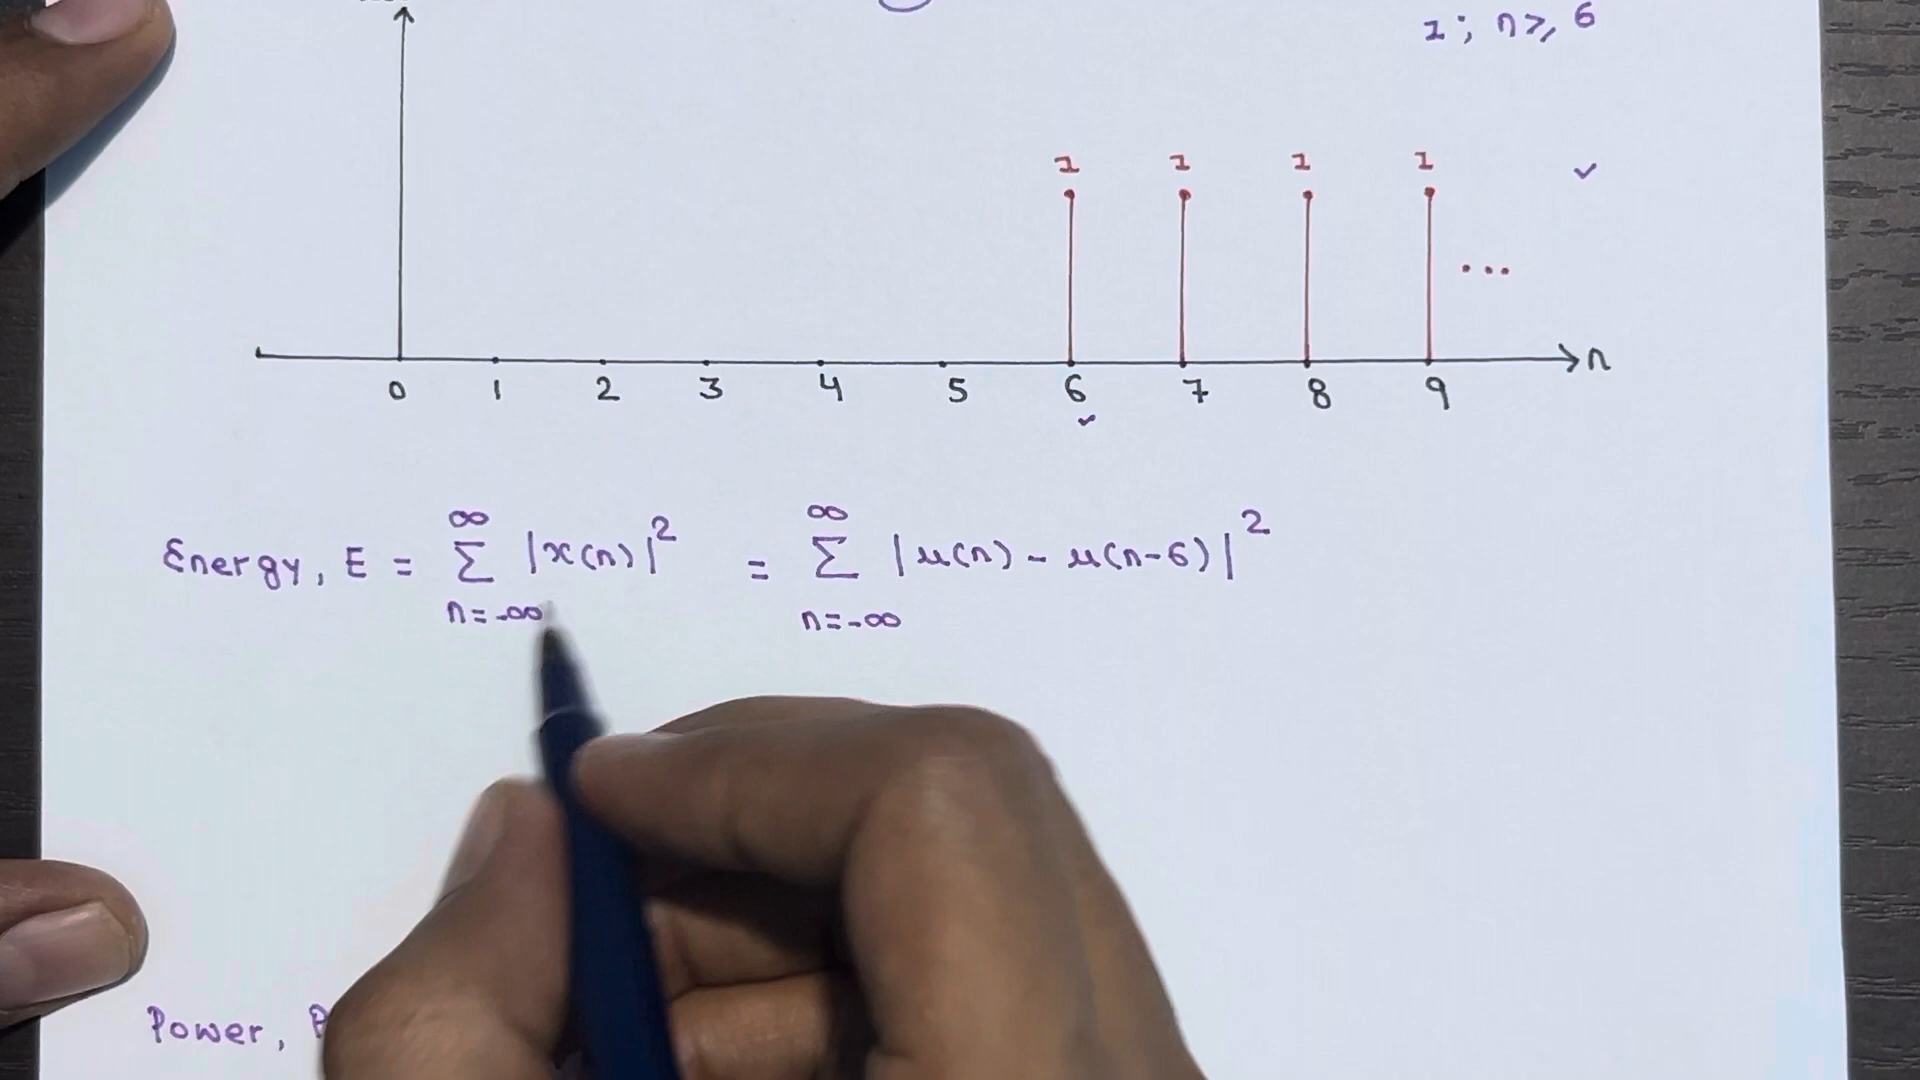 1 ; n ≥ 6
1 1 1 1
...
n
0 1 2 3 4 5 6 7 8 9
Energy, E = ∑_{n=-∞}^{∞} |x(n)|² = ∑_{n=-∞}^{∞} |u(n) - u(n-6)|²
Power,